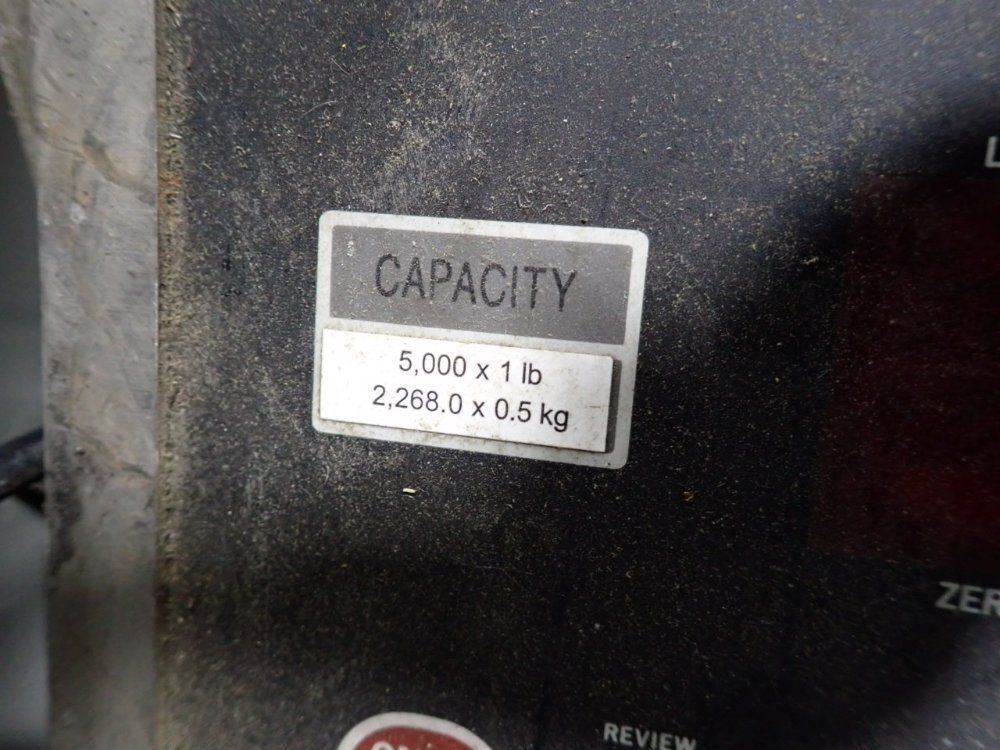 CAPACITY
5,000 x 1 lb
2,268.0 x 0.5 kg
REVIEW